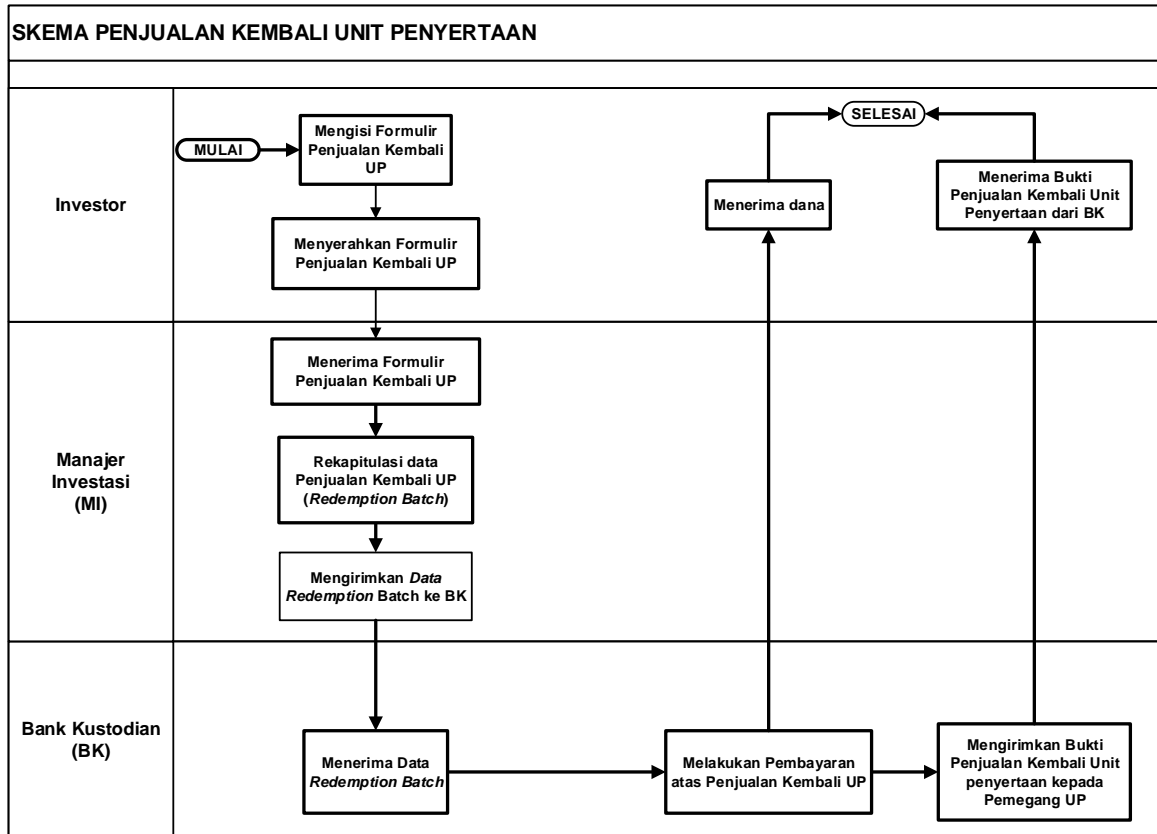 SKEMA PENJUALAN KEMBALI UNIT PENYERTAAN
Investor
MULAI
Mengisi Formulir
Penjualan Kembali
UP
Menyerahkan Formulir
Penjualan Kembali UP
SELESAI
Menerima dana
Menerima Bukti
Penjualan Kembali Unit
Penyertaan dari BK
Manajer
Investasi
(MI)
Menerima Formulir
Penjualan Kembali UP
Rekapitulasi data
Penjualan Kembali UP
(Redemption Batch)
Mengirimkan Data
Redemption Batch ke BK
Bank Kustodian
(BK)
Menerima Data
Redemption Batch
Melakukan Pembayaran
atas Penjualan Kembali UP
Mengirimkan Bukti
Penjualan Kembali Unit
penyertaan kepada
Pemegang UP